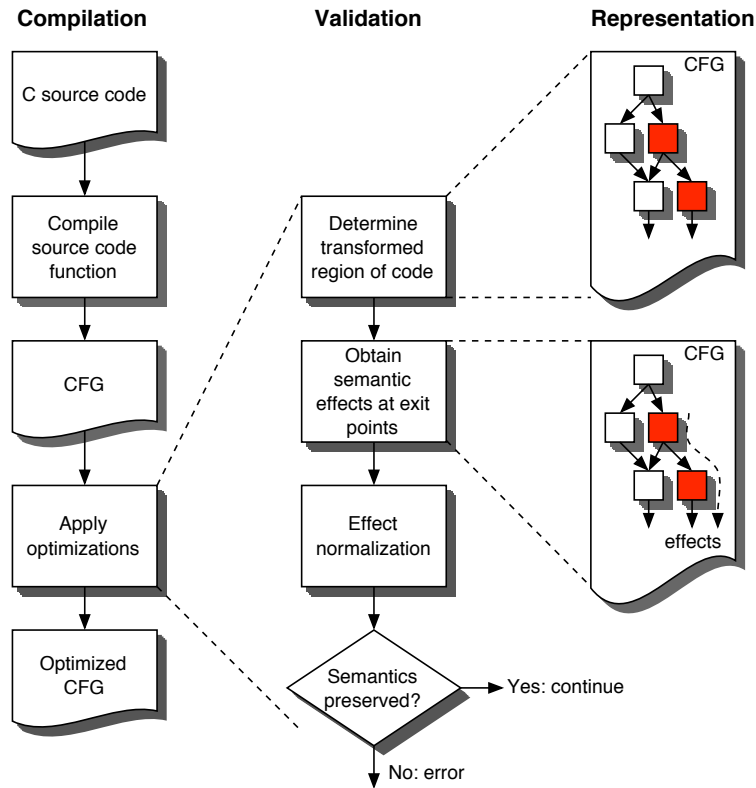 Compilation
C source code
Compile
source code
function
CFG
Apply
optimizations
Optimized
CFG
Validation
Determine
transformed
region of code
Obtain
semantic
effects at exit
points
Effect
normalization
Semantics
preserved?
Yes: continue
No: error
Representation
CFG
CFG
effects